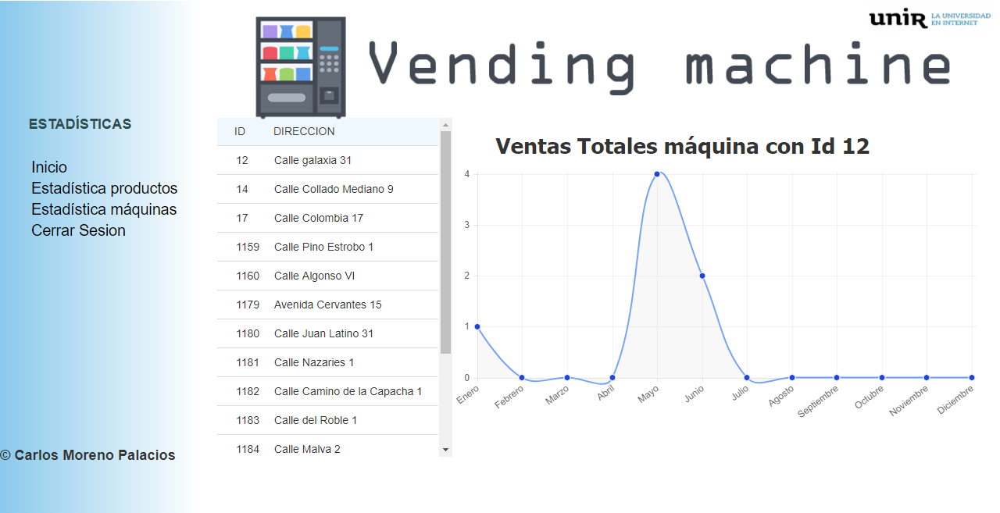 unir LA UNIVERSIDAD
EN INTERNET
Vending machine
ESTADÍSTICAS
Inicio
Estadística productos
Estadística máquinas
Cerrar Sesion
© Carlos Moreno Palacios
ID DIRECCION
12 Calle galaxia 31
14 Calle Collado Mediano 9
17 Calle Colombia 17
1159 Calle Pino Estrobo 1
1160 Calle Algonso VI
1179 Avenida Cervantes 15
1180 Calle Juan Latino 31
1181 Calle Nazaries 1
1182 Calle Camino de la Capacha 1
1183 Calle del Roble 1
1184 Calle Malva 2
Ventas Totales máquina con Id 12
4
3
2
1
0
Enero Febrero Marzo Abril Mayo Junio Julio Agosto Septiembre Octubre Noviembre Diciembre